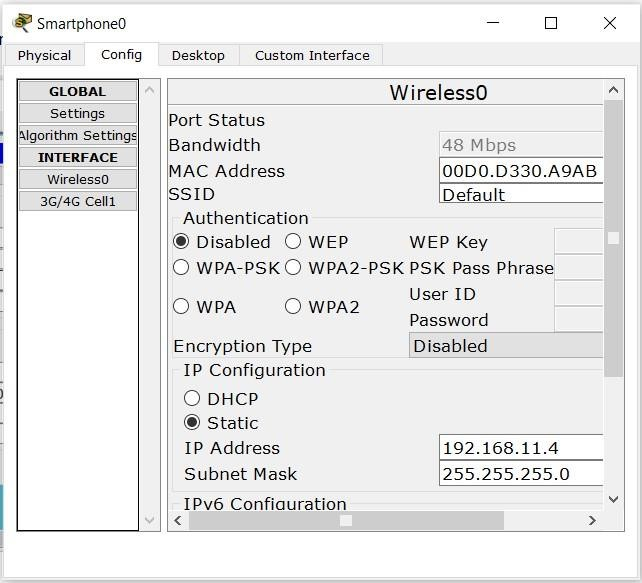 Smartphone0
Physical Config Desktop Custom Interface
GLOBAL
Settings
Algorithm Settings
INTERFACE
Wireless0
3G/4G Cell1
Wireless0
Port Status
Bandwidth 48 Mbps
MAC Address 00D0.D330.A9AB
SSID Default
Authentication
Disabled WEP WEP Key
WPA-PSK WPA2-PSK PSK Pass Phrase
User ID
WPA WPA2
Password
Encryption Type Disabled
IP Configuration
DHCP
Static
IP Address 192.168.11.4
Subnet Mask 255.255.255.0
IPv6 Configuration